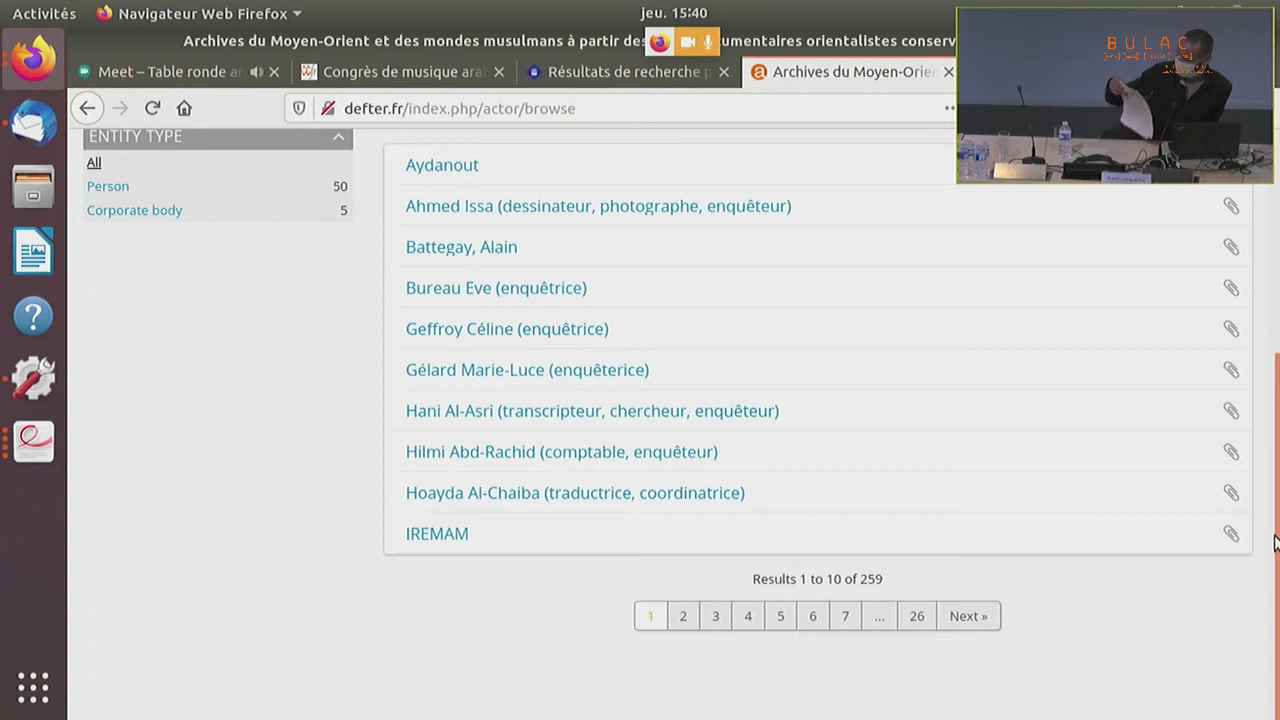 Activités
Navigateur Web Firefox
jeu. 15:40
Archives du Moyen-Orient et des mondes musulmans à partir des
umentaires orientalistes conserv
BULAC
Meet – Table ronde ar
Congrès de musique ara
Résultats de recherche p
Archives du Moyen-Orien
defter.fr/index.php/actor/browse
ENTITY TYPE
All
Person 50
Corporate body 5
Aydanout
Ahmed Issa (dessinateur, photographe, enquêteur)
Battegay, Alain
Bureau Eve (enquêtrice)
Geffroy Céline (enquêtrice)
Gélard Marie-Luce (enquêterice)
Hani Al-Asri (transcripteur, chercheur, enquêteur)
Hilmi Abd-Rachid (comptable, enquêteur)
Hoayda Al-Chaiba (traductrice, coordinatrice)
IREMAM
Results 1 to 10 of 259
1 2 3 4 5 6 7 ... 26 Next »